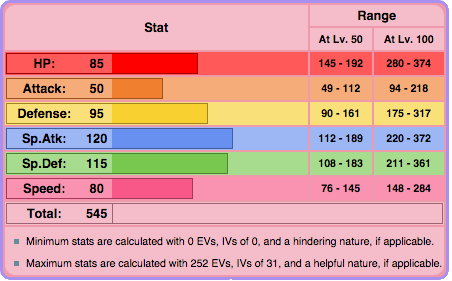 Stat Range
At Lv. 50 At Lv. 100
HP: 85 145 - 192 280 - 374
Attack: 50 49 - 112 94 - 218
Defense: 95 90 - 161 175 - 317
Sp.Atk: 120 112 - 189 220 - 372
Sp.Def: 115 108 - 183 211 - 361
Speed: 80 76 - 145 148 - 284
Total: 545
Minimum stats are calculated with 0 EVs, IVs of 0, and a hindering nature, if applicable.
Maximum stats are calculated with 252 EVs, IVs of 31, and a helpful nature, if applicable.